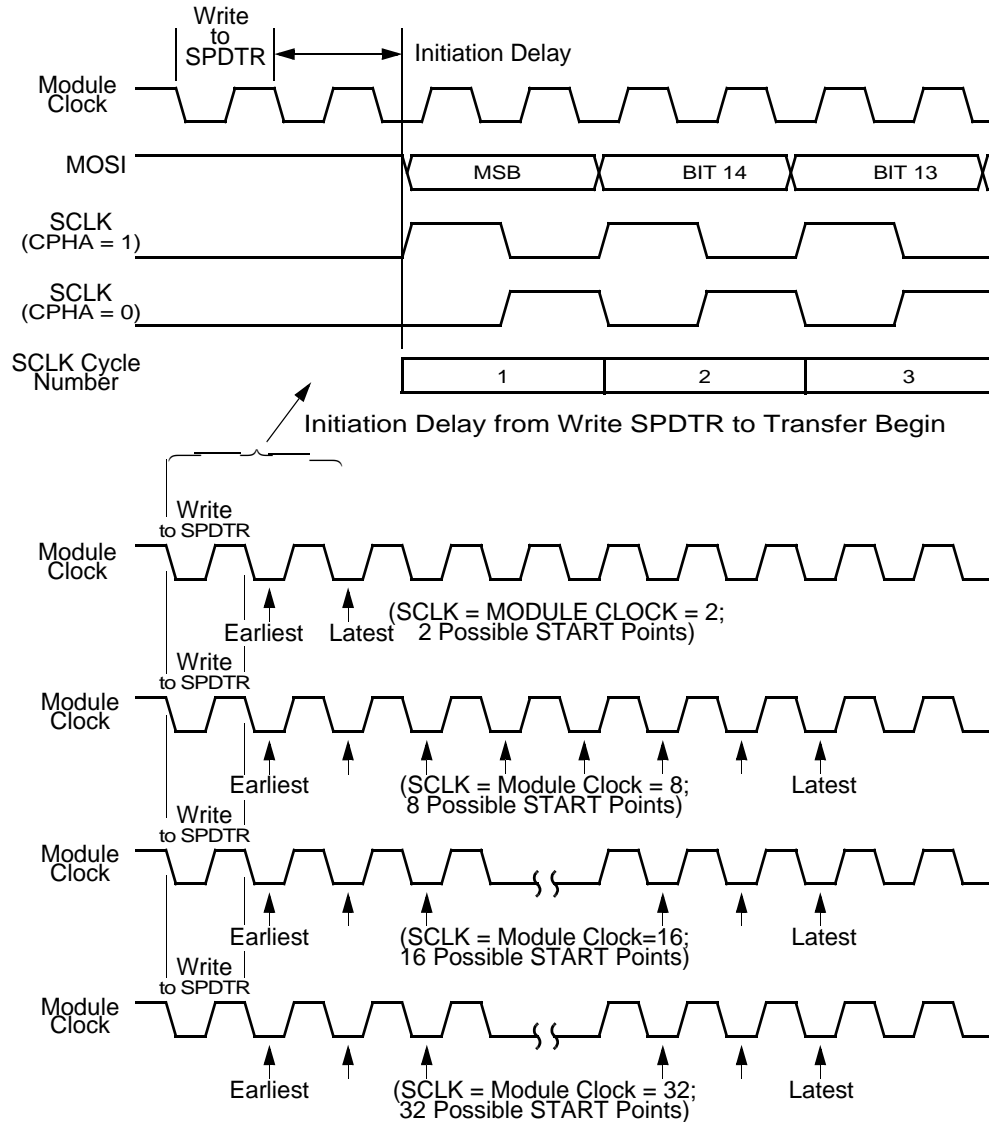 Write
to
SPDTR
Initiation Delay
Module
Clock
MOSI
MSB
BIT 14
BIT 13
SCLK
(CPHA = 1)
SCLK
(CPHA = 0)
SCLK Cycle
Number
1
2
3
Initiation Delay from Write SPDTR to Transfer Begin
Write
to SPDTR
Module
Clock
Earliest
Latest
(SCLK = MODULE CLOCK = 2;
2 Possible START Points)
Write
to SPDTR
Module
Clock
Earliest
(SCLK = Module Clock = 8;
8 Possible START Points)
Latest
Write
to SPDTR
Module
Clock
Earliest
(SCLK = Module Clock=16;
16 Possible START Points)
Latest
Write
to SPDTR
Module
Clock
Earliest
(SCLK = Module Clock = 32;
32 Possible START Points)
Latest